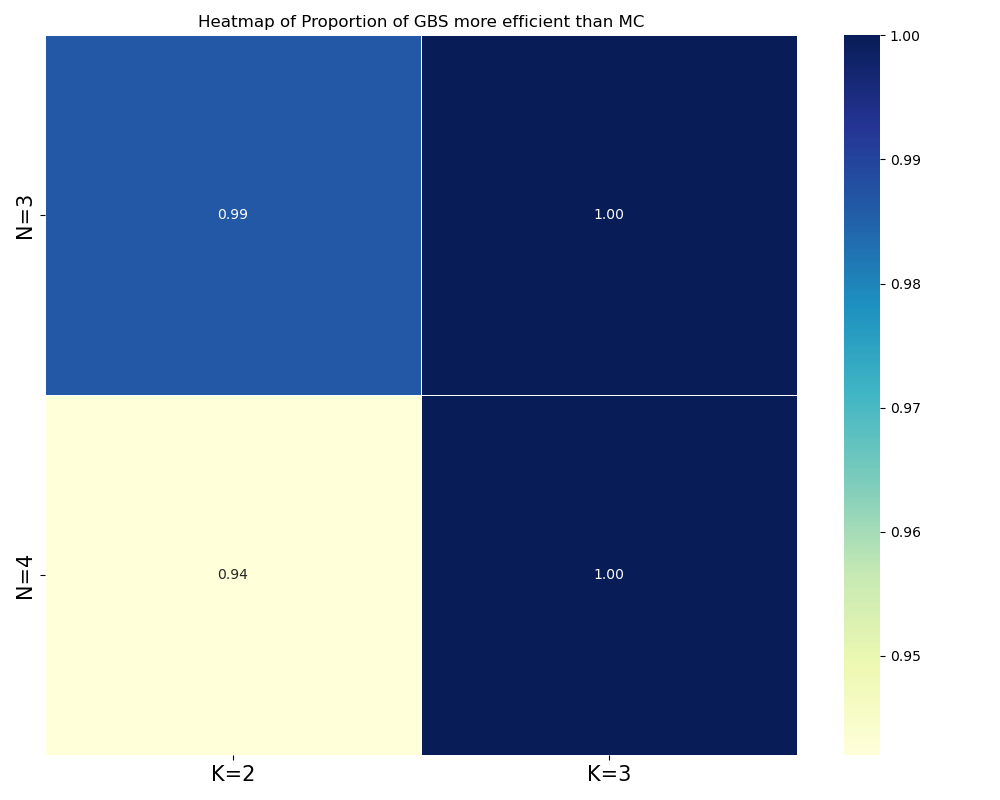 Heatmap of Proportion of GBS more efficient than MC
N=3
0.99
1.00
N=4
0.94
1.00
K=2
K=3
1.00
0.99
0.98
0.97
0.96
0.95